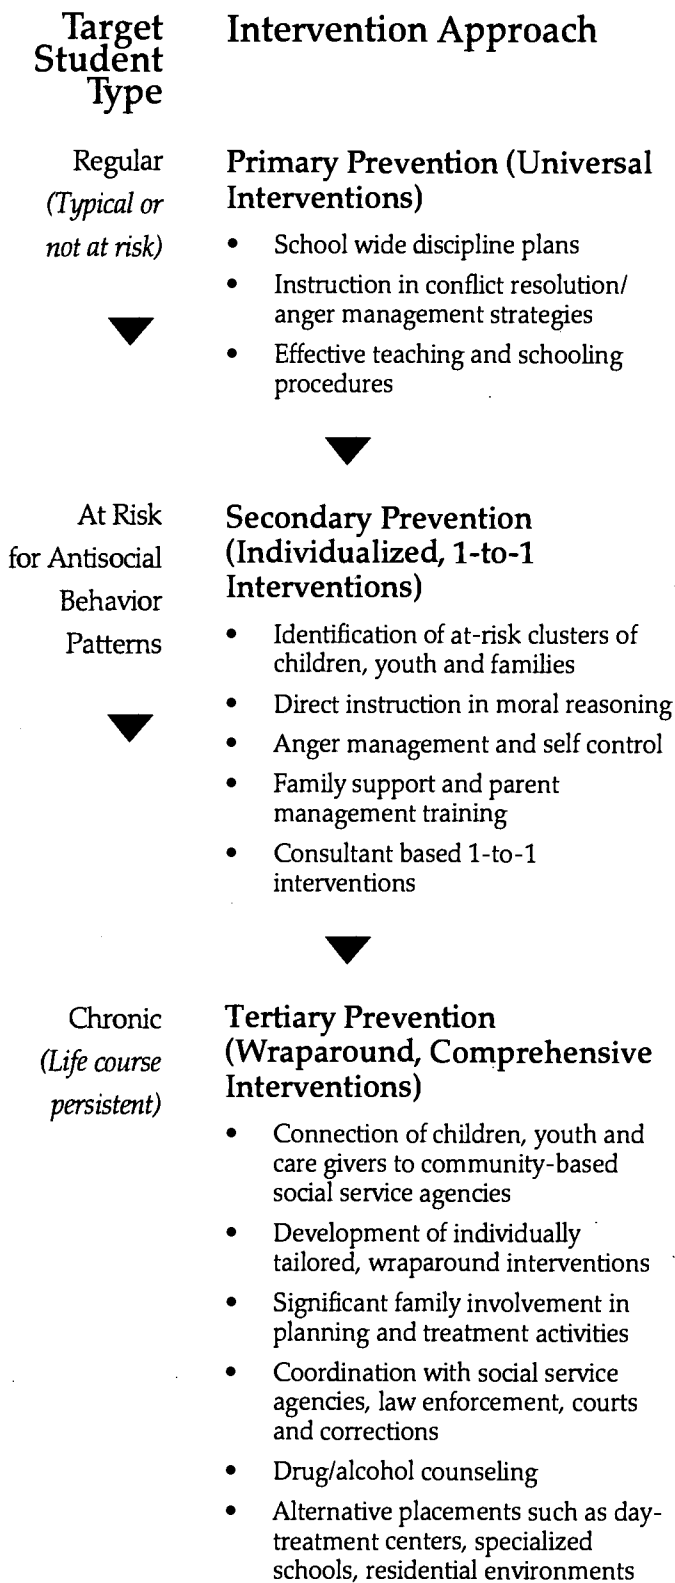 Target
Student
Type
Intervention Approach
Regular
(Typical or
not at risk)
Primary Prevention (Universal
Interventions)
• School wide discipline plans
• Instruction in conflict resolution/
anger management strategies
• Effective teaching and schooling
procedures
At Risk
for Antisocial
Behavior
Patterns
Secondary Prevention
(Individualized, 1-to-1
Interventions)
• Identification of at-risk clusters of
children, youth and families
• Direct instruction in moral reasoning
• Anger management and self control
• Family support and parent
management training
• Consultant based 1-to-1
interventions
Chronic
(Life course
persistent)
Tertiary Prevention
(Wraparound, Comprehensive
Interventions)
• Connection of children, youth and
care givers to community-based
social service agencies
• Development of individually
tailored, wraparound interventions
• Significant family involvement in
planning and treatment activities
• Coordination with social service
agencies, law enforcement, courts
and corrections
• Drug/alcohol counseling
• Alternative placements such as day-
treatment centers, specialized
schools, residential environments